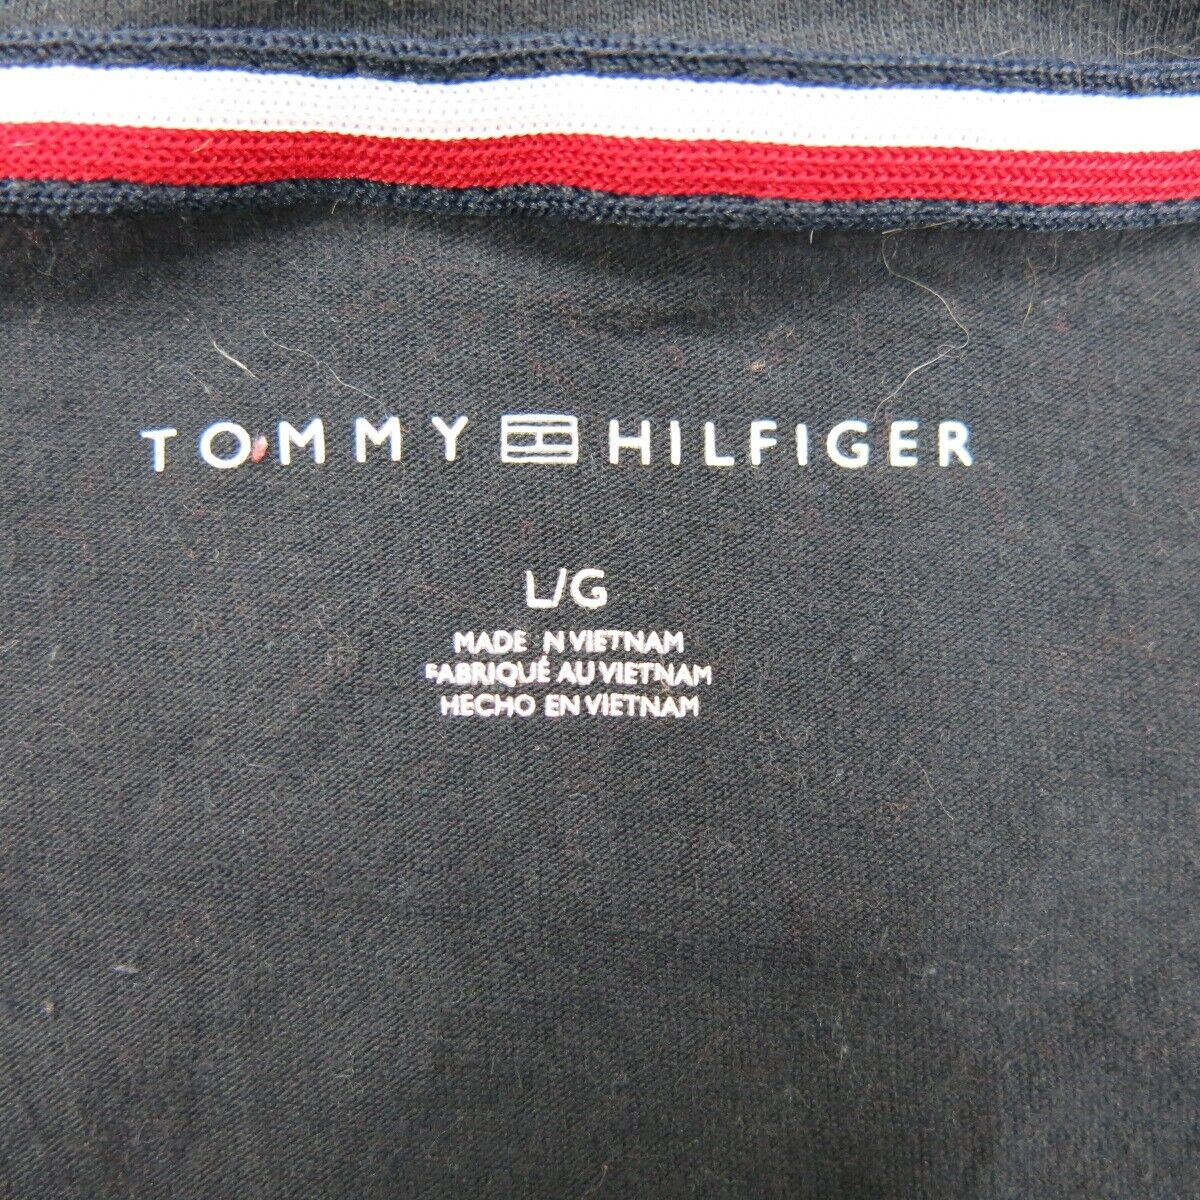 TOMMY HILFIGER
L/G
MADE N VIETNAM
FABRIQUÉ AU VIETNAM
HECHO EN VIETNAM